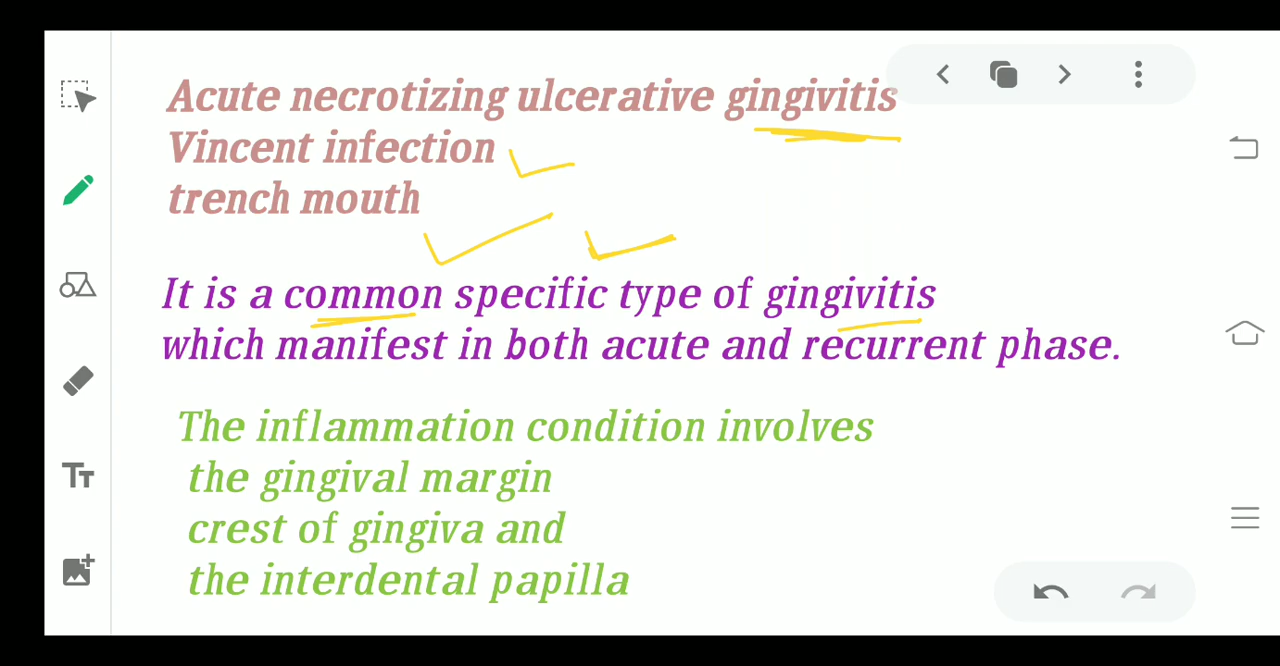 Acute necrotizing ulcerative gingivitis
Vincent infection
trench mouth
It is a common specific type of gingivitis
which manifest in both acute and recurrent phase.
The inflammation condition involves
the gingival margin
crest of gingiva and
the interdental papilla
TT